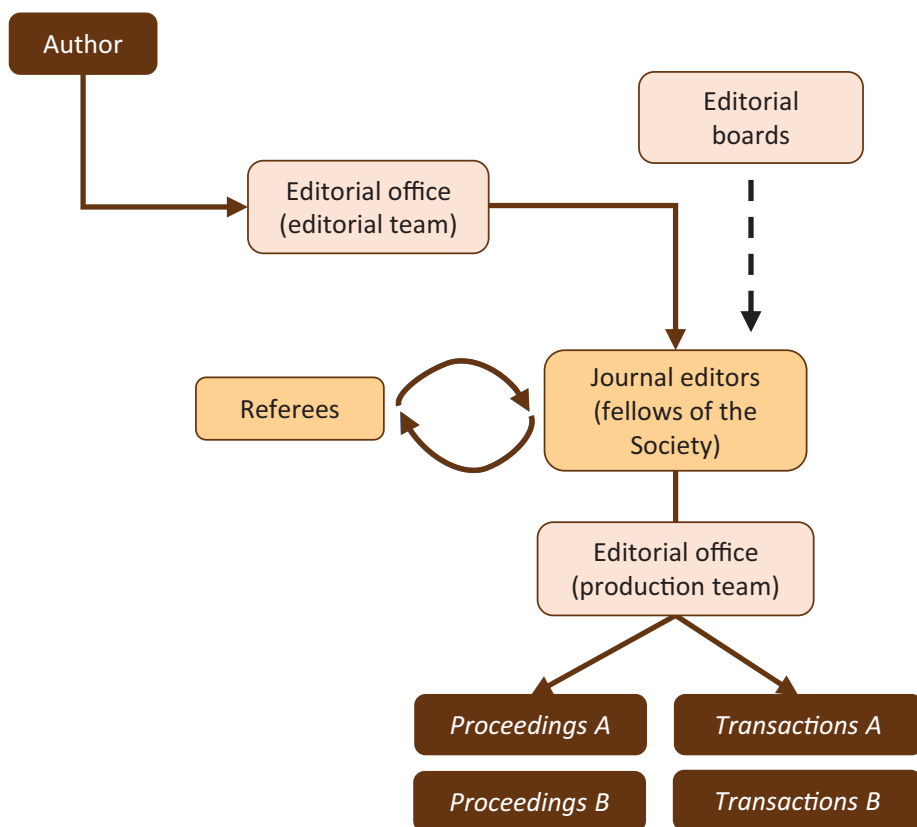 Author
Editorial
boards
Editorial office
(editorial team)
Journal editors
(fellows of the
Society)
Referees
Editorial office
(production team)
Proceedings A
Transactions A
Proceedings B
Transactions B